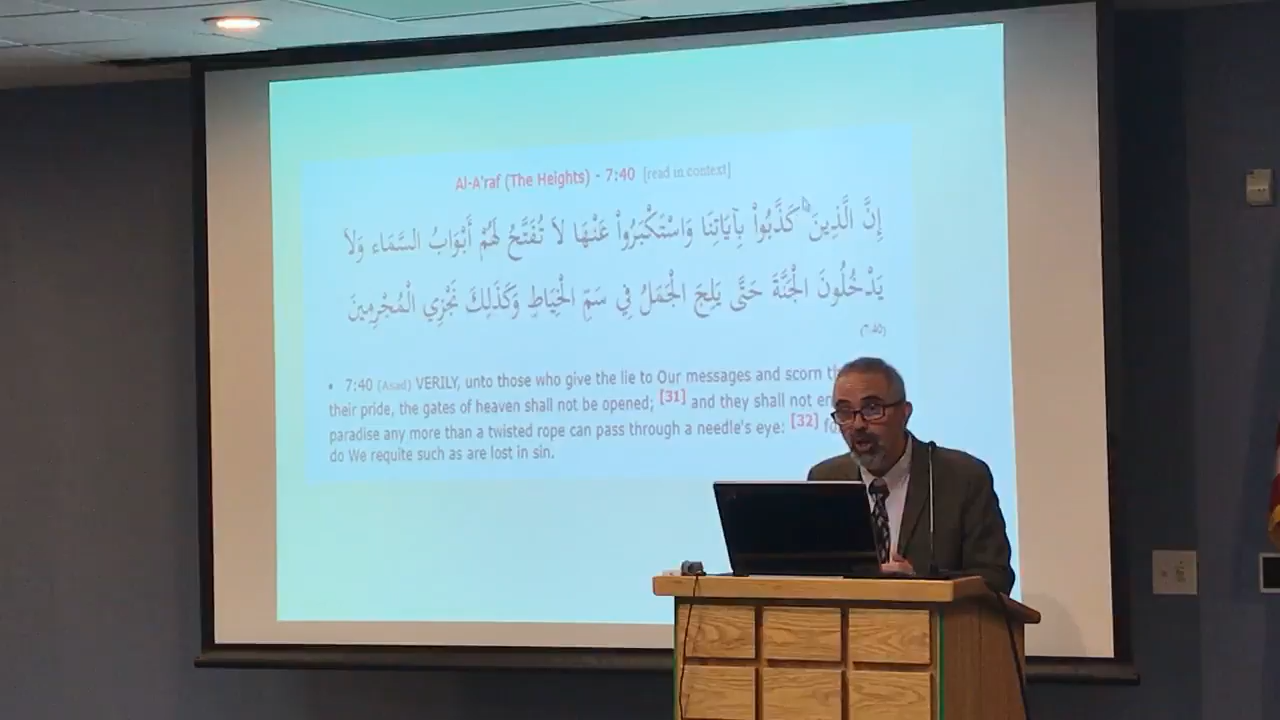 Al-A'raf (The Heights) - 7:40 [read in context]
إِنَّ الَّذِينَ كَذَّبُواْ بِآيَاتِنَا وَاسْتَكْبَرُواْ عَنْهَا لاَ تُفَتَّحُ لَهُمْ أَبْوَابُ السَّمَاء وَلاَ
يَدْخُلُونَ الْجَنَّةَ حَتَّى يَلِجَ الْجَمَلُ فِي سَمِّ الْخِيَاطِ وَكَذَلِكَ نَجْزِي الْمُجْرِمِينَ
(٧:٤٠)
• 7:40 (Asad) VERILY, unto those who give the lie to Our messages and scorn
their pride, the gates of heaven shall not be opened; [31] and they shall not
paradise any more than a twisted rope can pass through a needle's eye: [32]
do We requite such as are lost in sin.